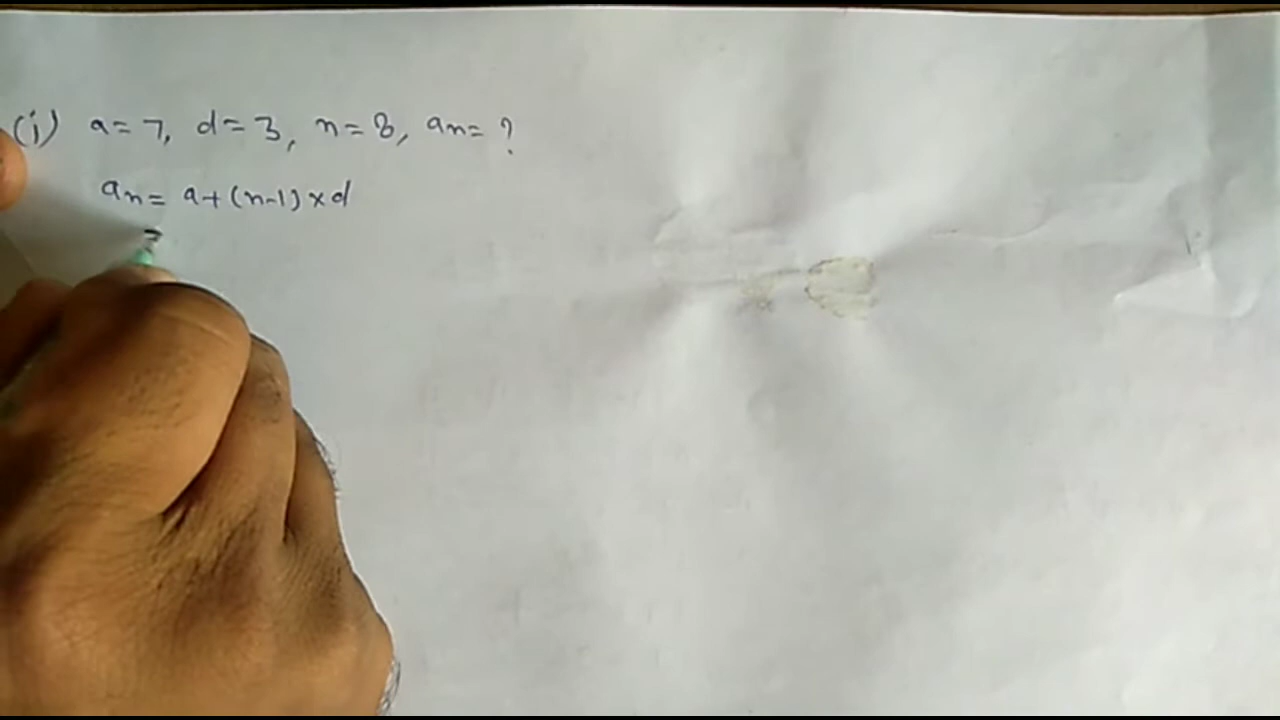 (i) a = 7, d = 3, n = 8, an = ?
an = a + (n-1) x d
=